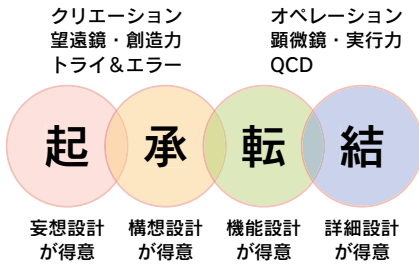 クリエーション
望遠鏡・創造力
トライ＆エラー
オペレーション
顕微鏡・実行力
QCD
起 承 転 結
妄想設計
が得意
構想設計
が得意
機能設計
が得意
詳細設計
が得意